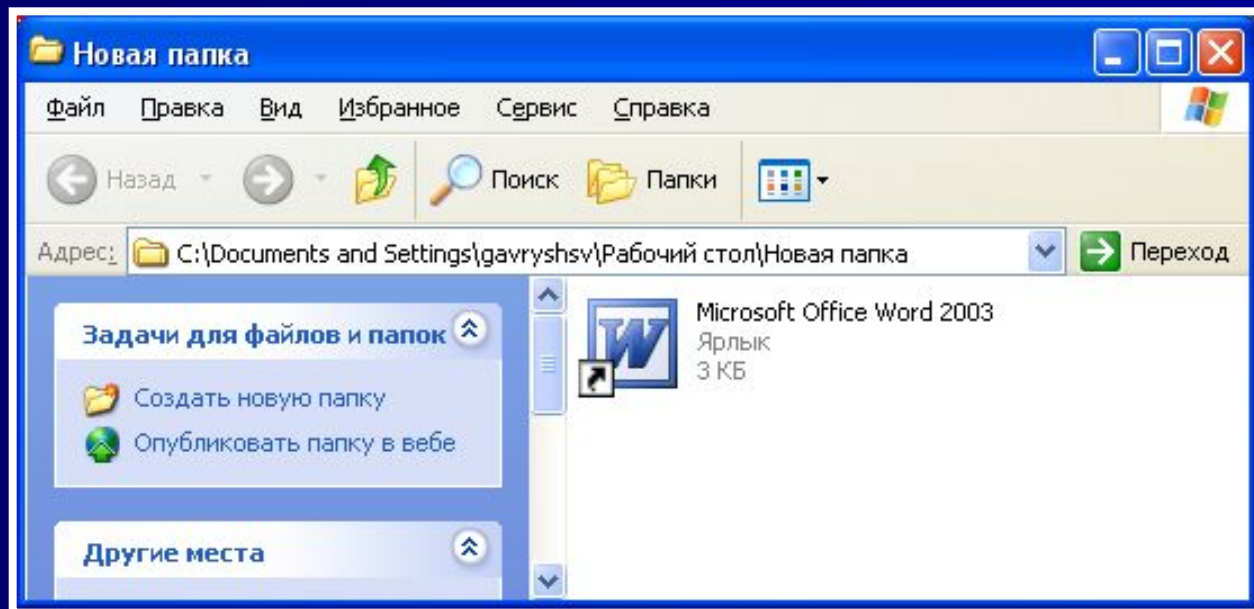 Новая папка
Файл Правка Вид Избранное Сервис Справка
Назад Поиск Папки
Адрес: C:\Documents and Settings\gavryshsv\Рабочий стол\Новая папка Переход
Задачи для файлов и папок
Создать новую папку
Опубликовать папку в вебе
Другие места
Microsoft Office Word 2003
Ярлык
3 КБ